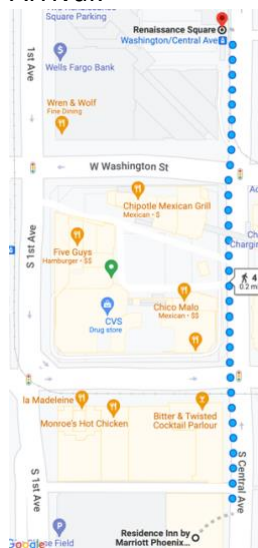 Square Parking
Renaissance Square
Washington/Central Ave
1st Ave
Wells Fargo Bank
Wren & Wolf
Fine Dining
W Washington St
Chipotle Mexican Grill
Mexican · $
S 1st Ave
Five Guys
Hamburger · $$
4
0.2 m
CVS
Drug store
Chico Malo
Mexican · $$
la Madeleine
Monroe's Hot Chicken
Bitter & Twisted
Cocktail Parlour
S 1st Ave
S Central Ave
Residence Inn by
Marriott Phoenix...
Google